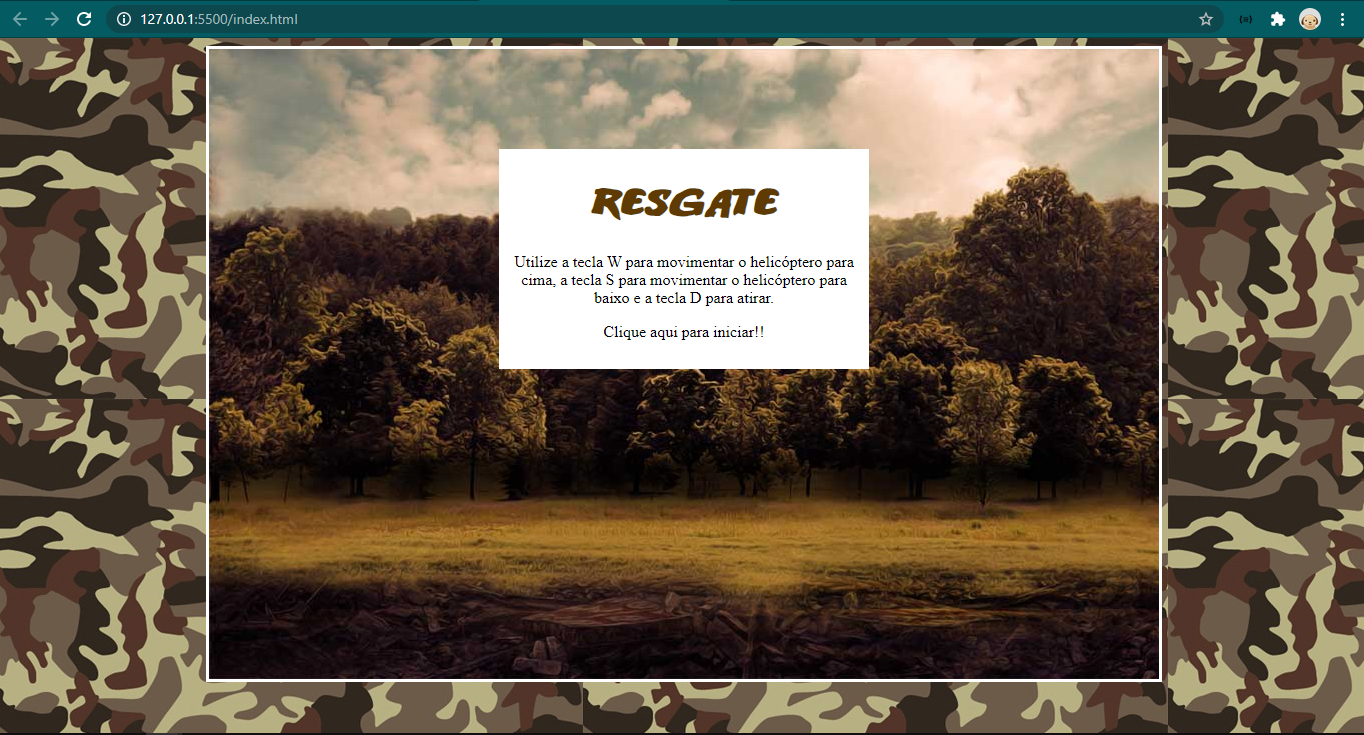 127.0.0.1:5500/index.html
RESGATE
Utilize a tecla W para movimentar o helicóptero para
cima, a tecla S para movimentar o helicóptero para
baixo e a tecla D para atirar.
Clique aqui para iniciar!!